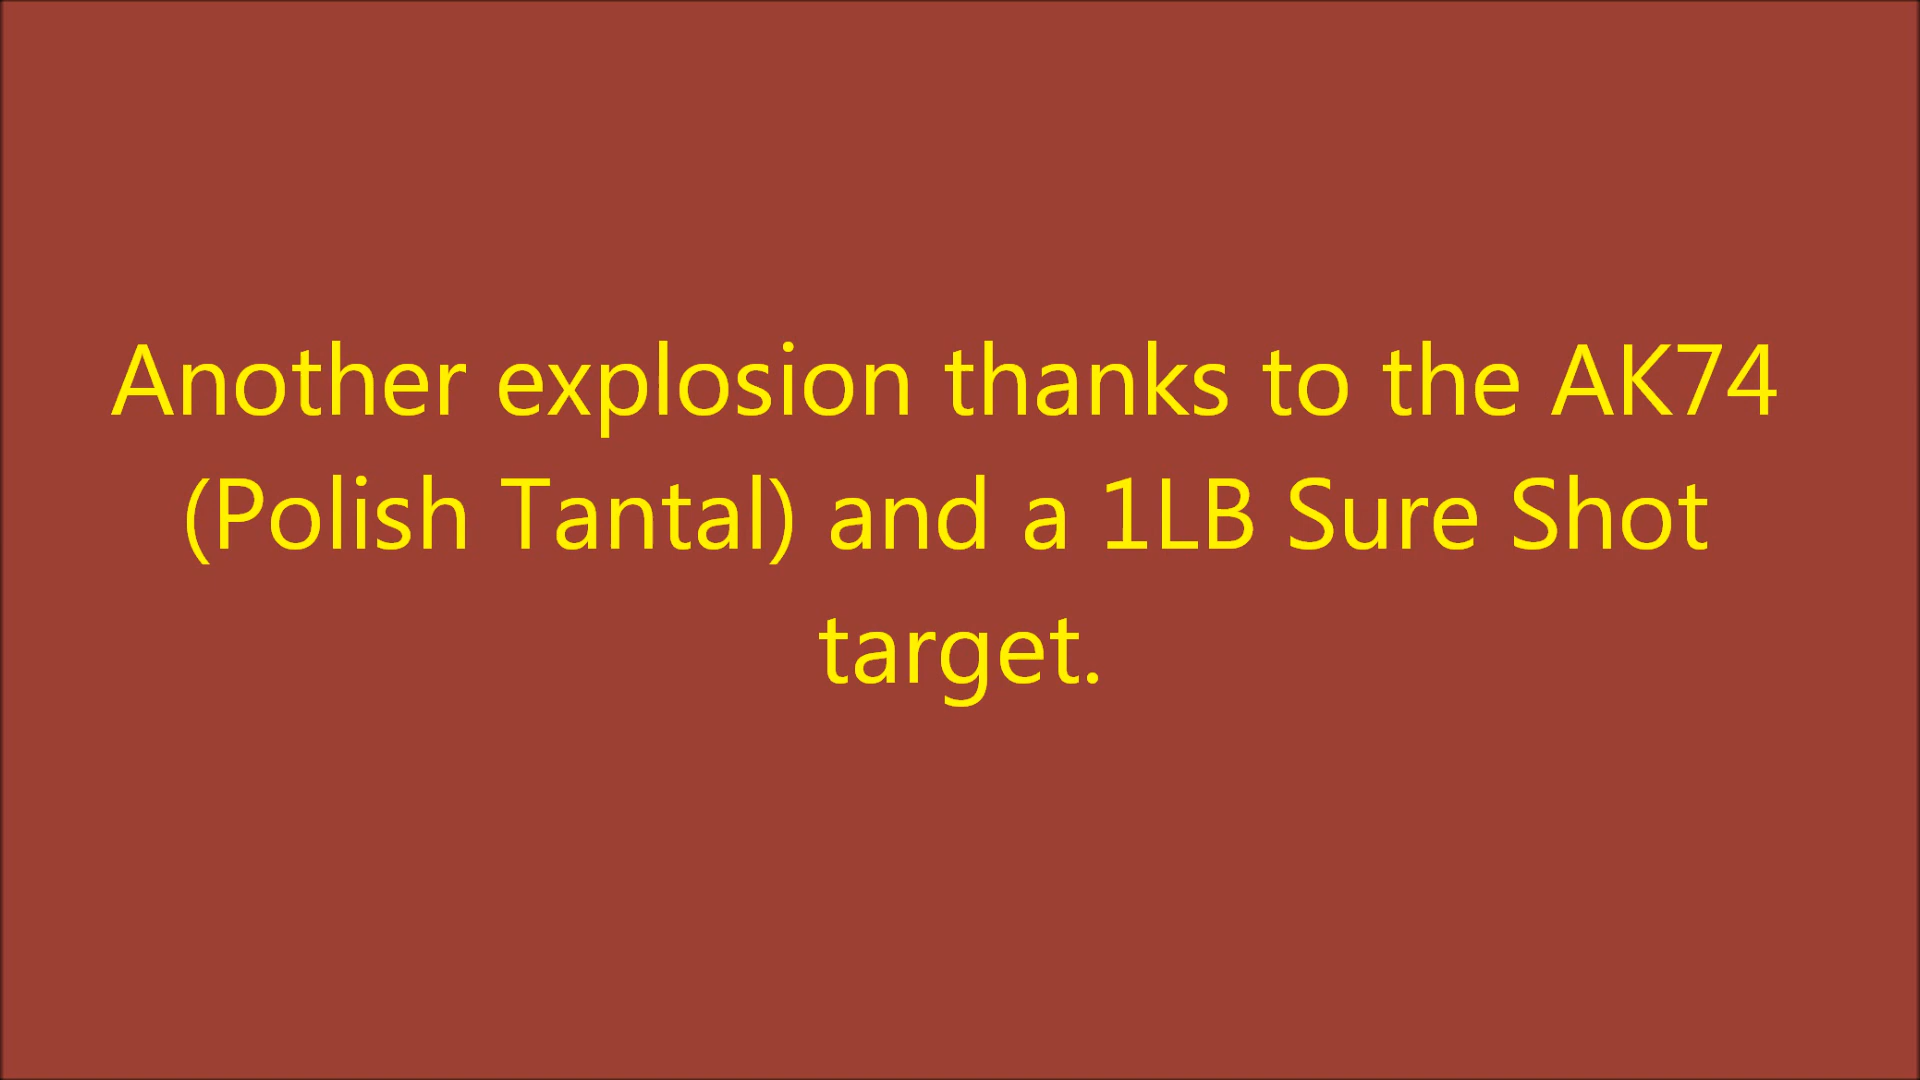 Another explosion thanks to the AK74
(Polish Tantal) and a 1LB Sure Shot
target.